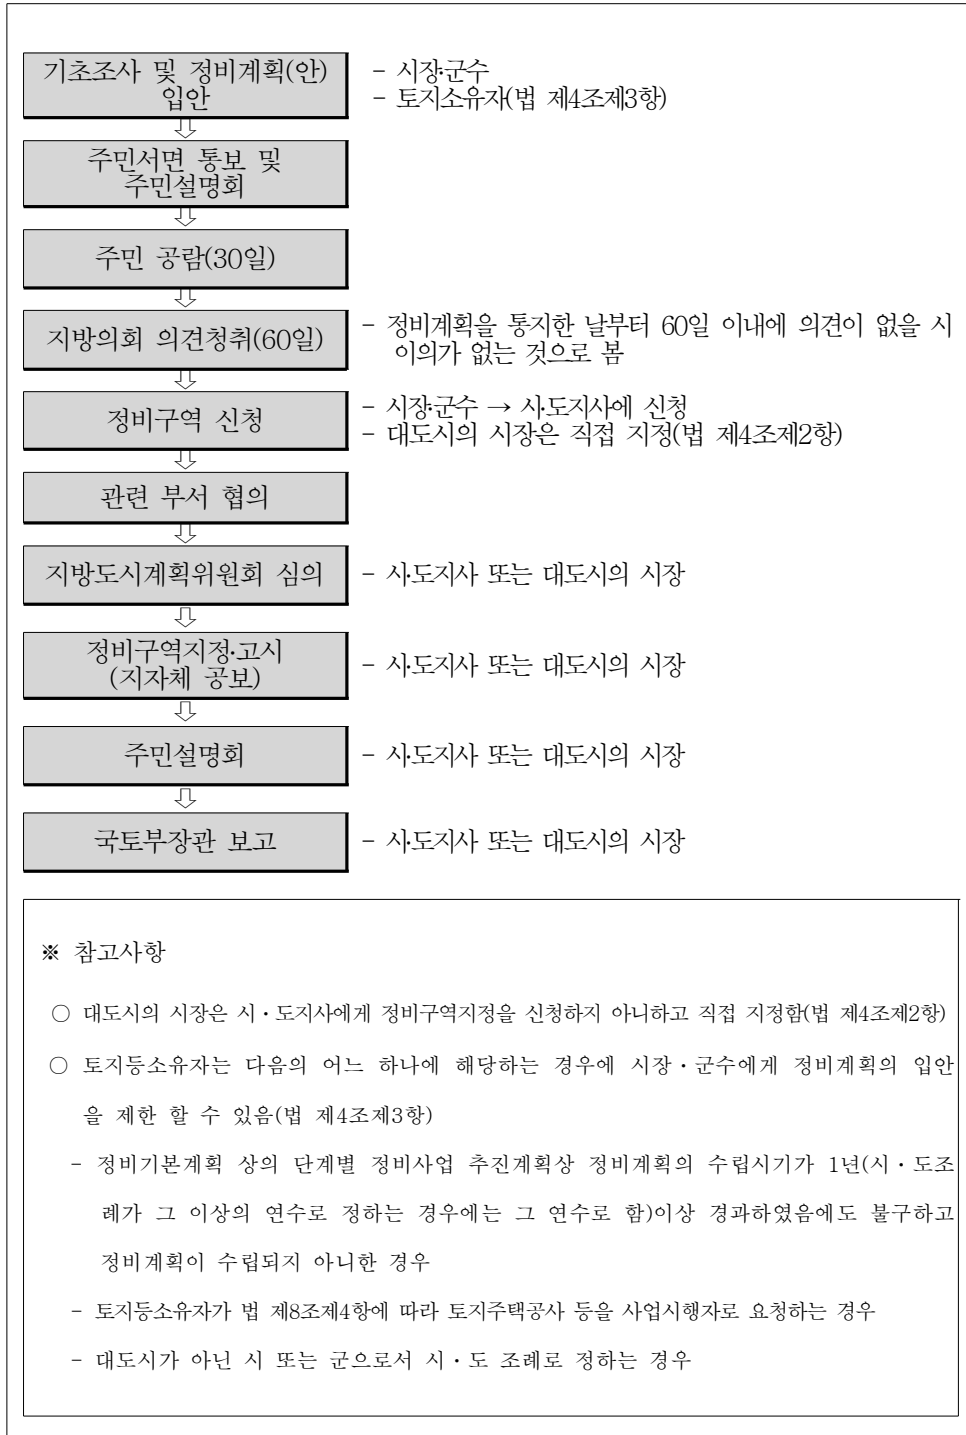 기초조사 및 정비계획(안)
입안
- 시장·군수
- 토지소유자(법 제4조제3항)
주민서면 통보 및
주민설명회
주민 공람(30일)
지방의회 의견청취(60일)
- 정비계획을 통지한 날부터 60일 이내에 의견이 없을 시
이의가 없는 것으로 봄
정비구역 신청
- 시장·군수 → 시·도지사에 신청
- 대도시의 시장은 직접 지정(법 제4조제2항)
관련 부서 협의
지방도시계획위원회 심의
- 시·도지사 또는 대도시의 시장
정비구역지정·고시
(지자체 공보)
- 시·도지사 또는 대도시의 시장
주민설명회
- 시·도지사 또는 대도시의 시장
국토부장관 보고
- 시·도지사 또는 대도시의 시장
※ 참고사항
○ 대도시의 시장은 시・도지사에게 정비구역지정을 신청하지 아니하고 직접 지정함(법 제4조제2항)
○ 토지등소유자는 다음의 어느 하나에 해당하는 경우에 시장・군수에게 정비계획의 입안
을 제한 할 수 있음(법 제4조제3항)
- 정비기본계획 상의 단계별 정비사업 추진계획상 정비계획의 수립시기가 1년(시・도조
례가 그 이상의 연수로 정하는 경우에는 그 연수로 함)이상 경과하였음에도 불구하고
정비계획이 수립되지 아니한 경우
- 토지등소유자가 법 제8조제4항에 따라 토지주택공사 등을 사업시행자로 요청하는 경우
- 대도시가 아닌 시 또는 군으로서 시・도 조례로 정하는 경우